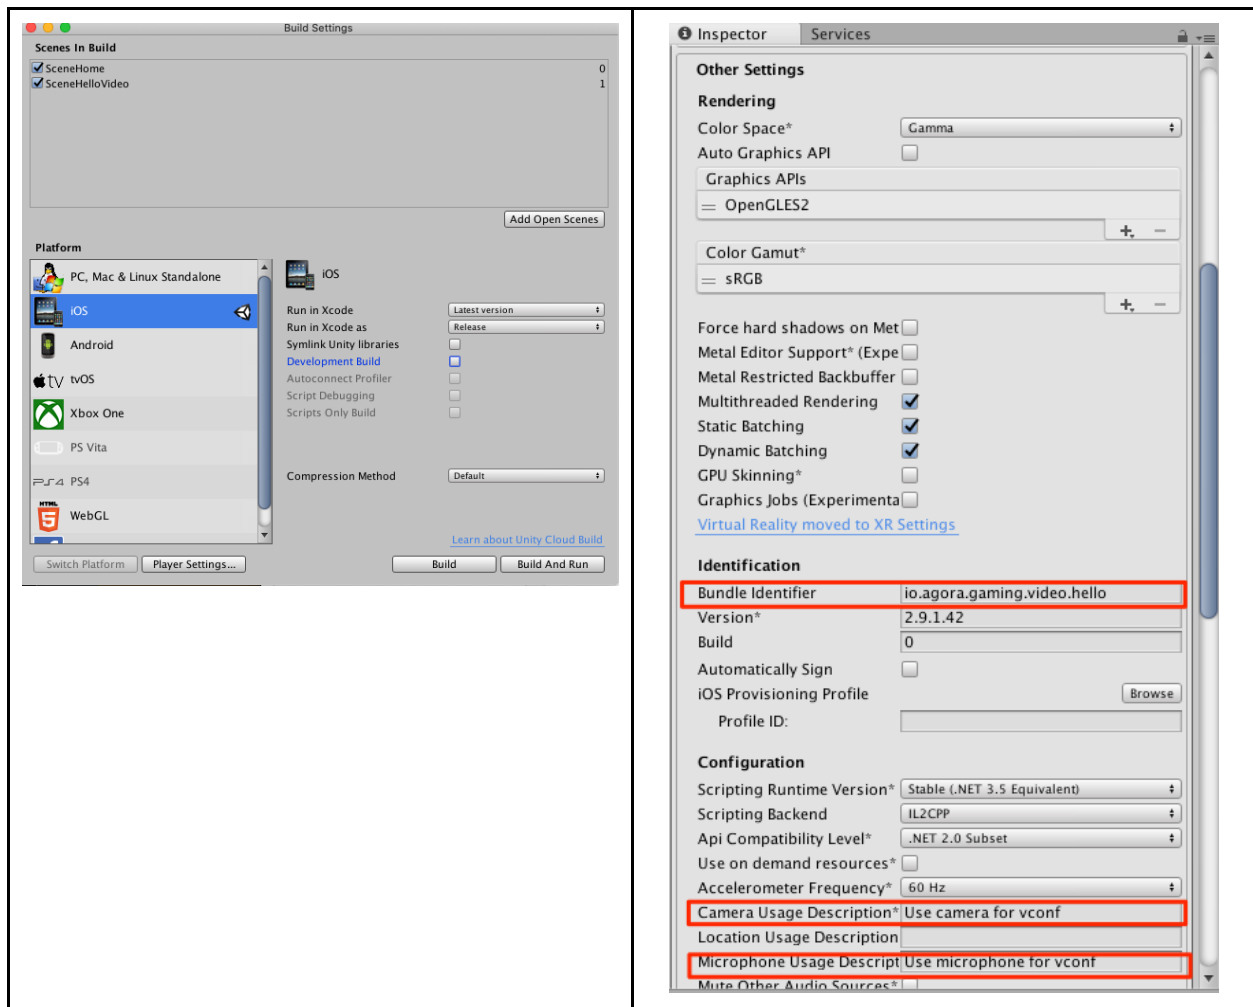 Build Settings
Scenes In Build
SceneHome 0
SceneHelloVideo 1
Add Open Scenes
Platform
PC, Mac & Linux Standalone
iOS
Android
tv tvOS
Xbox One
PS Vita
PS4
HTML
5 WebGL
iOS
Run in Xcode Latest version
Run in Xcode as Release
Symlink Unity libraries
Development Build
Autoconnect Profiler
Script Debugging
Scripts Only Build
Compression Method Default
Learn about Unity Cloud Build
Switch Platform Player Settings... Build Build And Run
Inspector Services
Other Settings
Rendering
Color Space* Gamma
Auto Graphics API
Graphics APIs
OpenGLES2
Color Gamut*
sRGB
Force hard shadows on Met
Metal Editor Support* (Expe
Metal Restricted Backbuffer
Multithreaded Rendering
Static Batching
Dynamic Batching
GPU Skinning*
Graphics Jobs (Experimenta
Virtual Reality moved to XR Settings
Identification
Bundle Identifier io.agora.gaming.video.hello
Version* 2.9.1.42
Build 0
Automatically Sign
iOS Provisioning Profile Browse
Profile ID:
Configuration
Scripting Runtime Version* Stable (.NET 3.5 Equivalent)
Scripting Backend IL2CPP
Api Compatibility Level* .NET 2.0 Subset
Use on demand resources*
Accelerometer Frequency* 60 Hz
Camera Usage Description* Use camera for vconf
Location Usage Description
Microphone Usage Descript Use microphone for vconf
Mute Other Audio Sources*